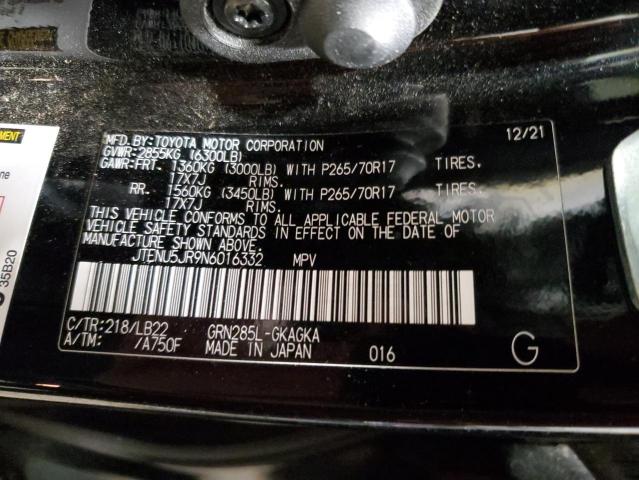 MFD.BY:TOYOTA MOTOR CORPORATION 12/21
GVWR:2855KG (6300LB)
GAWR:FRT. 1360KG (3000LB) WITH P265/70R17 TIRES.
17X7J RIMS.
RR. 1560KG (3450LB) WITH P265/70R17 TIRES.
17X7J RIMS.
THIS VEHICLE CONFORMS TO ALL APPLICABLE FEDERAL MOTOR
VEHICLE SAFETY STANDARDS IN EFFECT ON THE DATE OF
MANUFACTURE SHOWN ABOVE.
JTENU5JR9N6016332 MPV
C/TR:218/LB22 GRN285L-GKAGKA
A/TM: /A750F MADE IN JAPAN 016 G
35B20